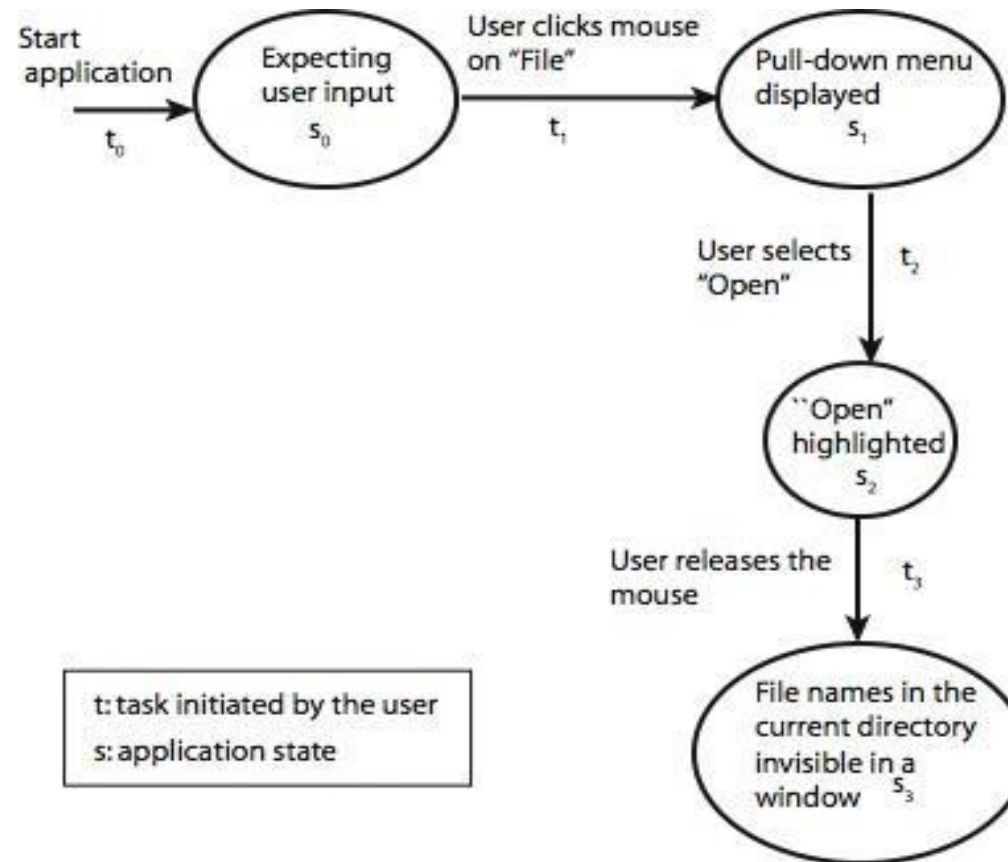 Start
application
t₀
Expecting
user input
s₀
User clicks mouse
on "File"
t₁
Pull-down menu
displayed
s₁
User selects
"Open"
t₂
``Open"
highlighted
s₂
User releases the
mouse
t₃
File names in the
current directory
invisible in a
window s₃
t: task initiated by the user
s: application state